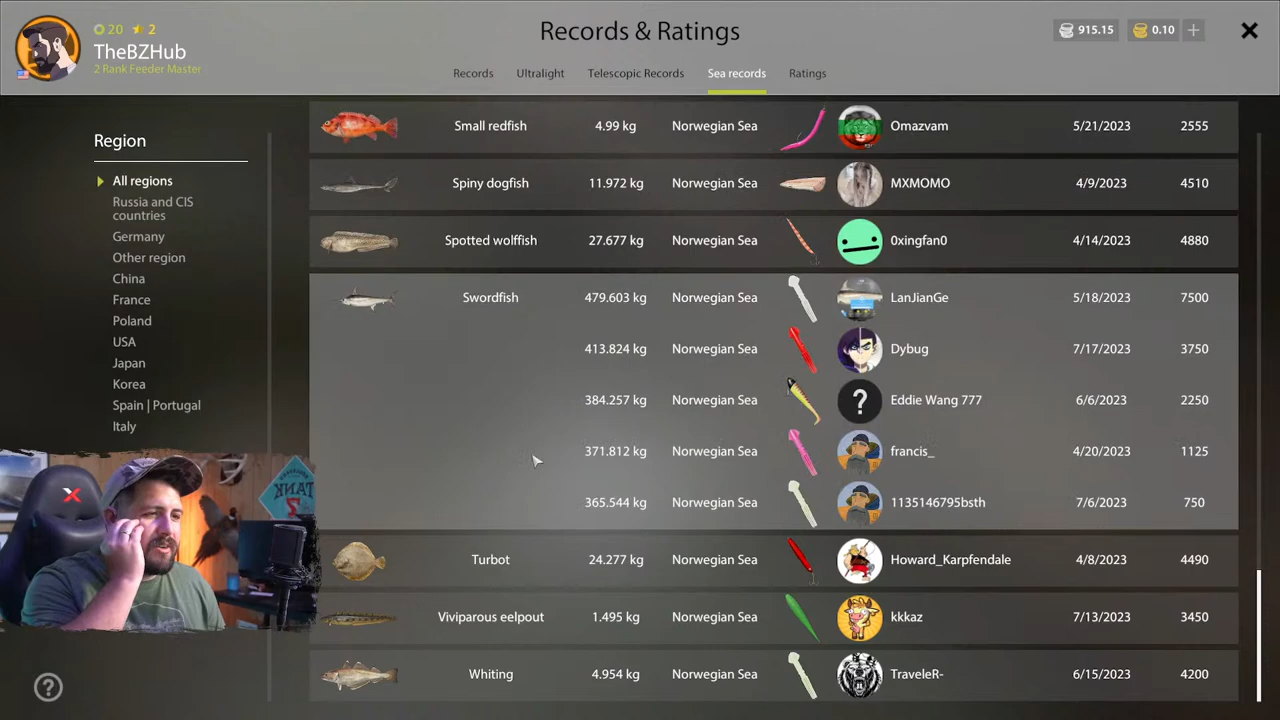 20 2
TheBZHub
2 Rank Feeder Master
Records & Ratings
915.15 0.10 +
Records Ultralight Telescopic Records Sea records Ratings
Region
All regions
Russia and CIS
countries
Germany
Other region
China
France
Poland
USA
Japan
Korea
Spain | Portugal
Italy
Small redfish 4.99 kg Norwegian Sea Omazvam 5/21/2023 2555
Spiny dogfish 11.972 kg Norwegian Sea MXMOMO 4/9/2023 4510
Spotted wolffish 27.677 kg Norwegian Sea 0xingfan0 4/14/2023 4880
Swordfish 479.603 kg Norwegian Sea LanJianGe 5/18/2023 7500
413.824 kg Norwegian Sea Dybug 7/17/2023 3750
384.257 kg Norwegian Sea ? Eddie Wang 777 6/6/2023 2250
371.812 kg Norwegian Sea francis_ 4/20/2023 1125
365.544 kg Norwegian Sea 1135146795bsth 7/6/2023 750
Turbot 24.277 kg Norwegian Sea Howard_Karpfendale 4/8/2023 4490
Viviparous eelpout 1.495 kg Norwegian Sea kkkaz 7/13/2023 3450
Whiting 4.954 kg Norwegian Sea TraveleR- 6/15/2023 4200
?